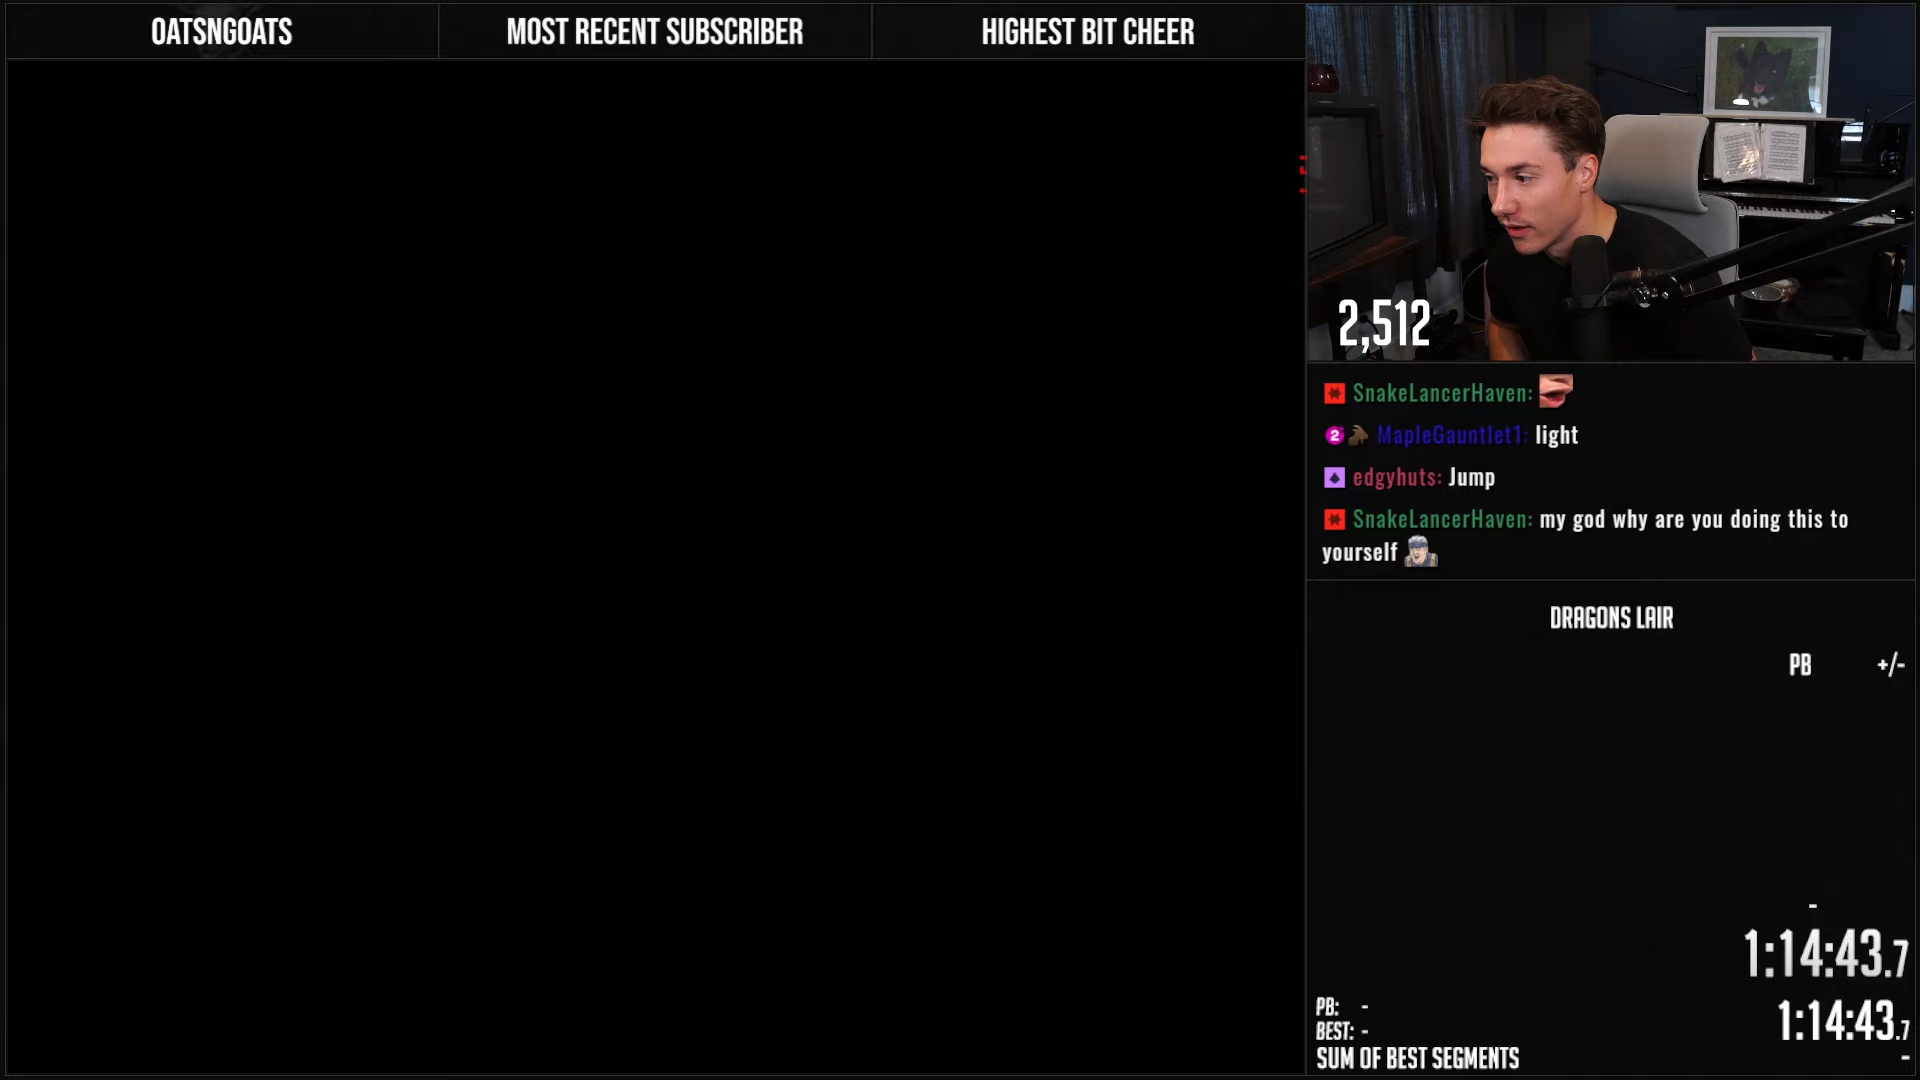 OATSNGOATS
MOST RECENT SUBSCRIBER
HIGHEST BIT CHEER
2,512
SnakeLancerHaven:
2 MapleGauntlet1: light
edgyhuts: Jump
SnakeLancerHaven: my god why are you doing this to
yourself
DRAGONS LAIR
PB +/-
-
1:14:43.7
PB: -
1:14:43.7
BEST: -
SUM OF BEST SEGMENTS -